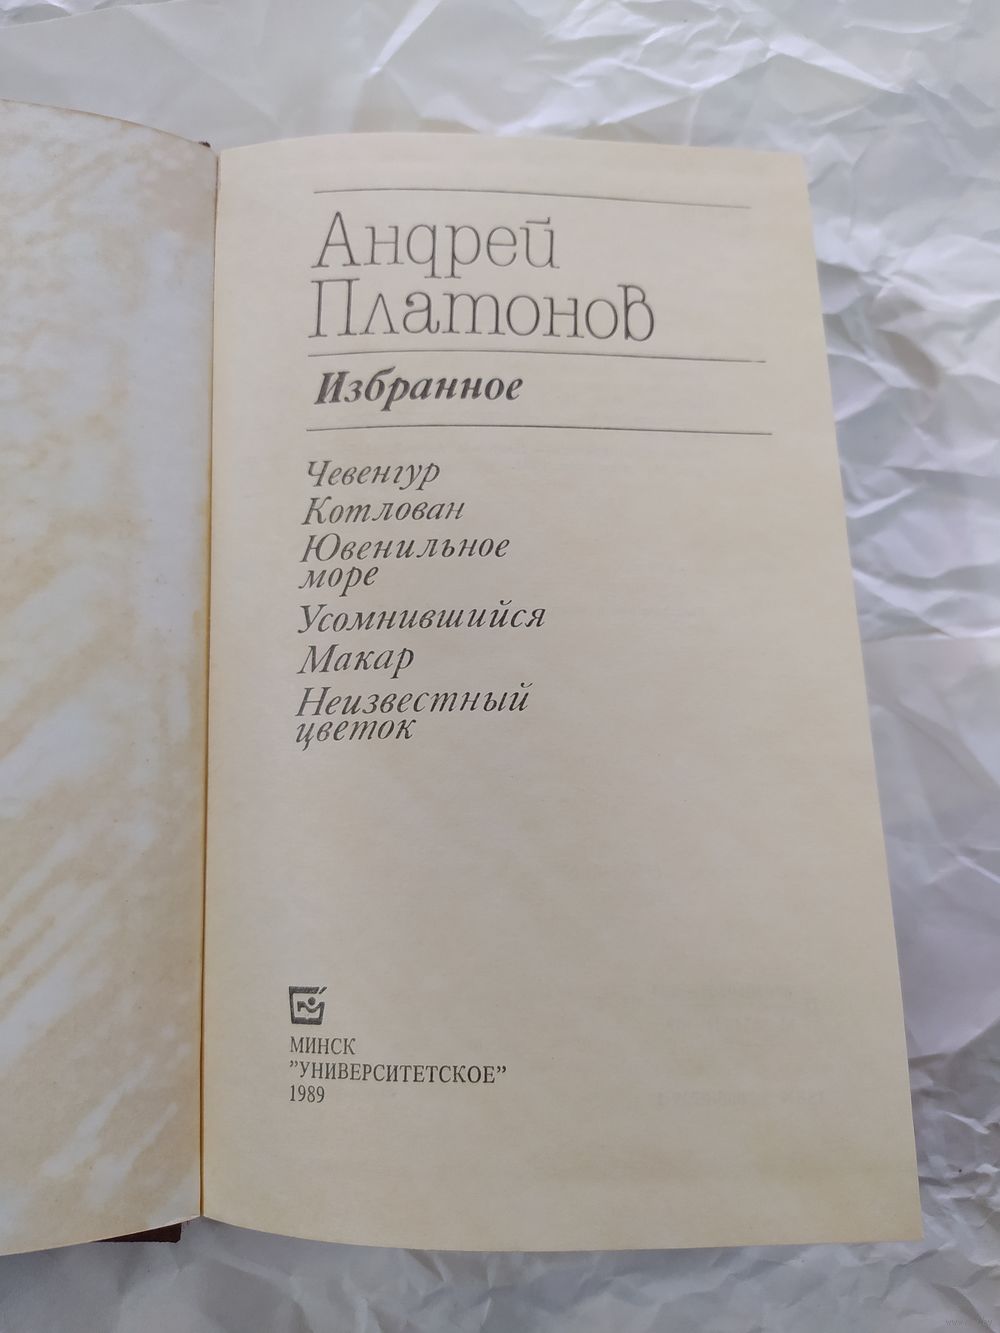 Андрей
Платонов
Избранное
Чевенгур
Котлован
Ювенильное
море
Усомнившийся
Макар
Неизвестный
цветок
МИНСК
"УНИВЕРСИТЕТСКОЕ"
1989